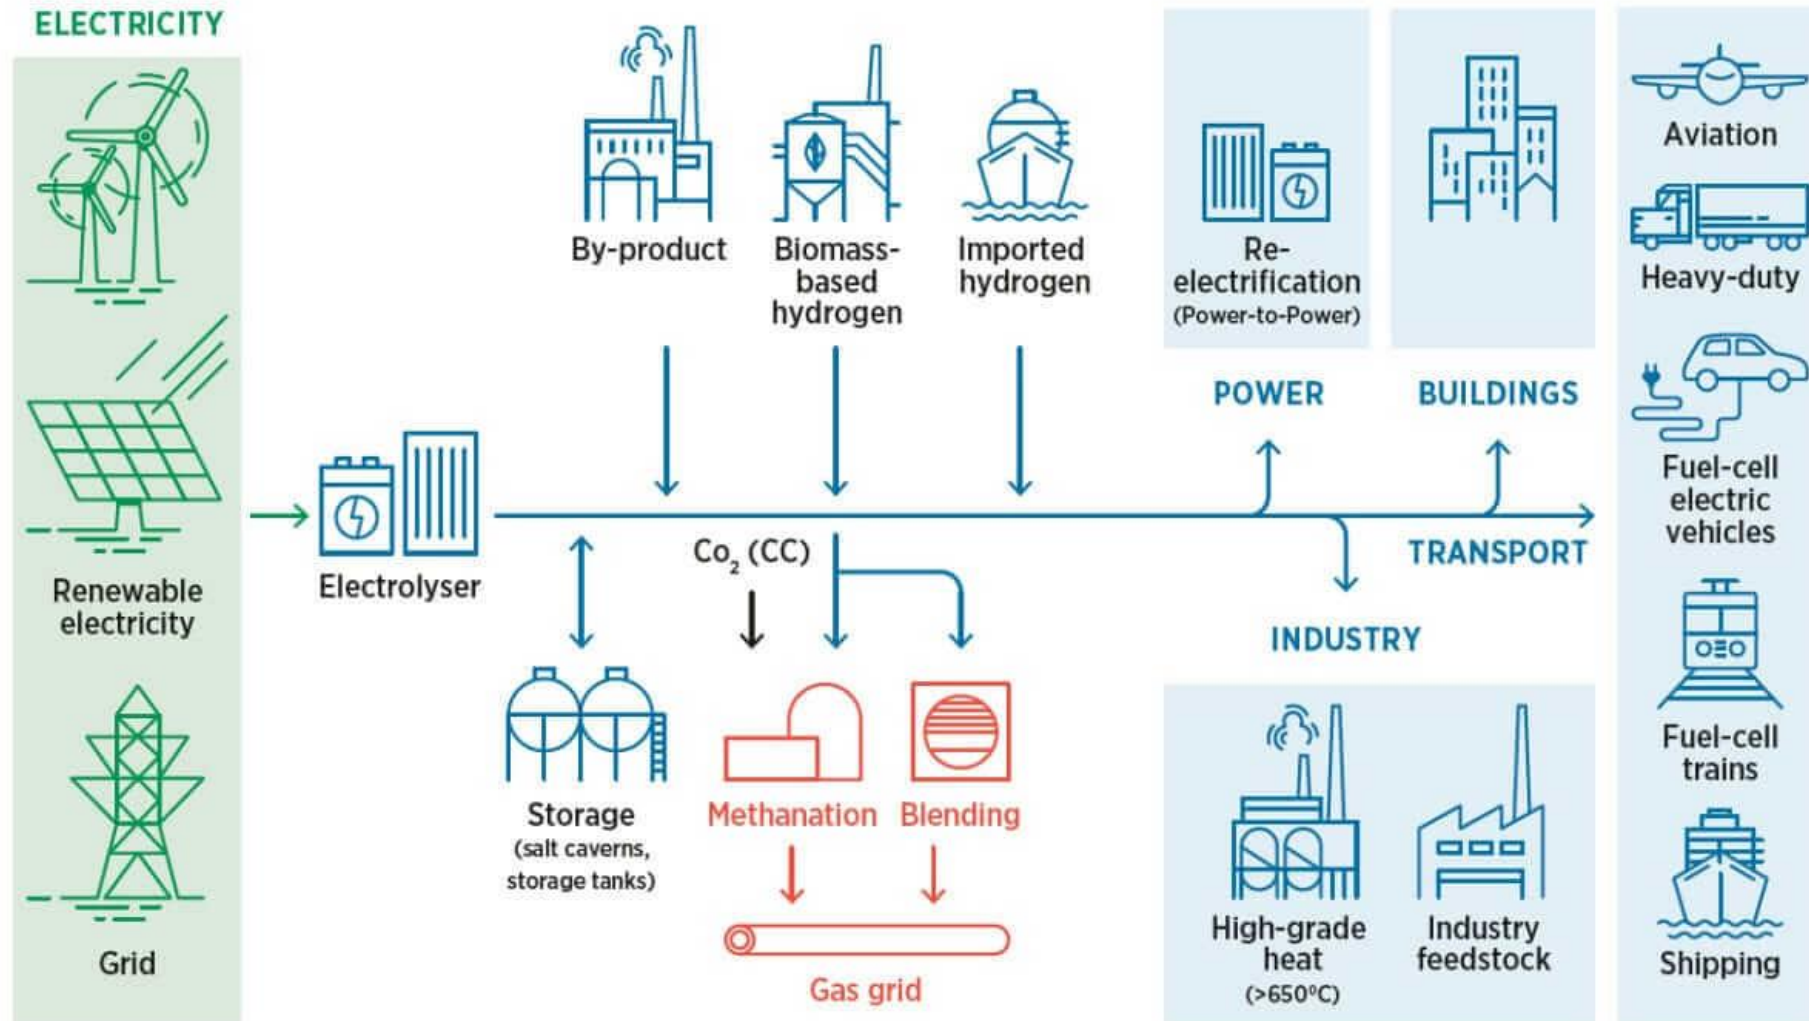 ELECTRICITY
Renewable
electricity
Grid
Electrolyser
By-product
Biomass-
based
hydrogen
Imported
hydrogen
Co₂ (CC)
Storage
(salt caverns,
storage tanks)
Methanation
Blending
Gas grid
Re-
electrification
(Power-to-Power)
POWER
BUILDINGS
TRANSPORT
INDUSTRY
High-grade
heat
(>650°C)
Industry
feedstock
Aviation
Heavy-duty
Fuel-cell
electric
vehicles
Fuel-cell
trains
Shipping